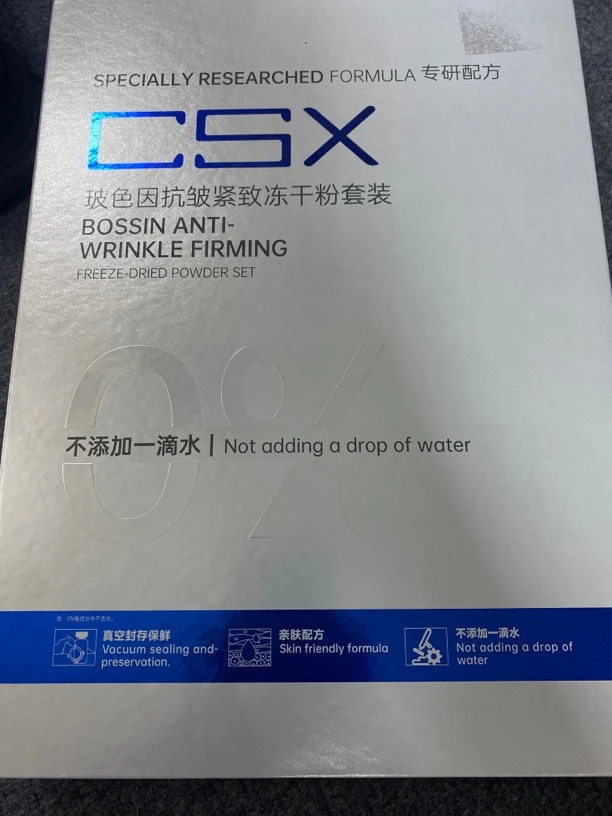 SPECIALLY RESEARCHED FORMULA 专研配方
CSX
玻色因抗皱紧致冻干粉套装
BOSSIN ANTI-
WRINKLE FIRMING
FREEZE-DRIED POWDER SET
0%
不添加一滴水 | Not adding a drop of water
真空封存保鲜
Vacuum sealing and-
preservation.
亲肤配方
Skin friendly formula
不添加一滴水
Not adding a drop of
water